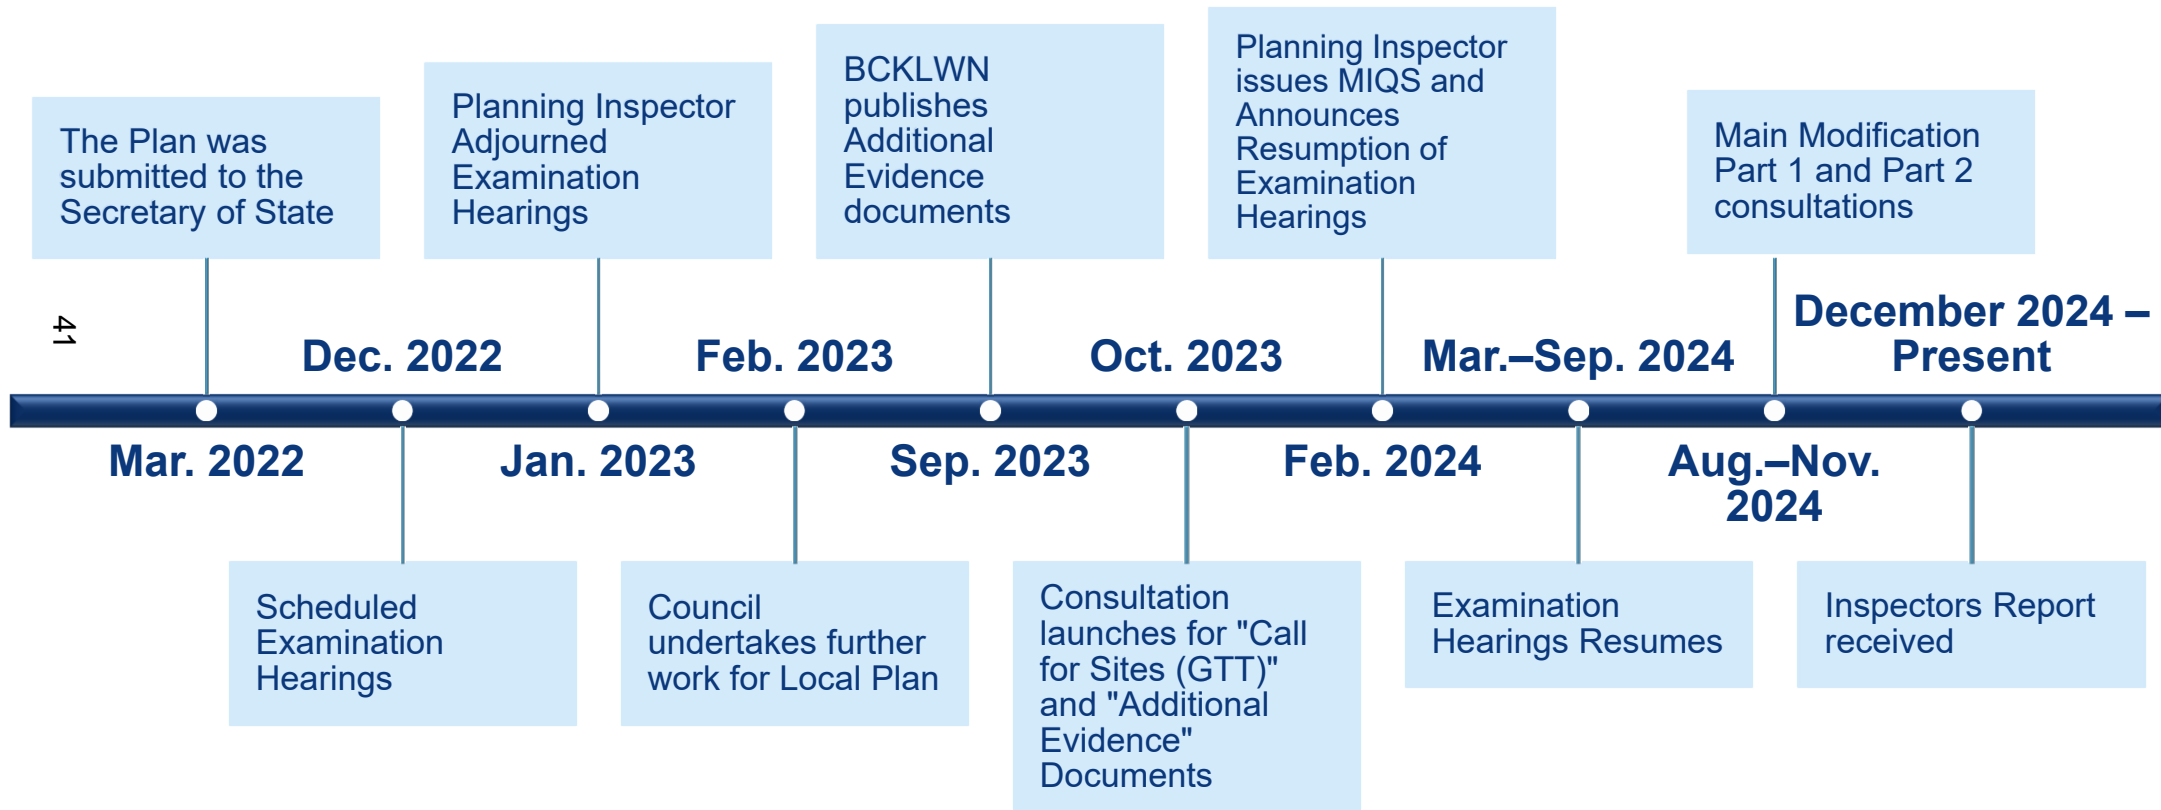 The Plan was
submitted to the
Secretary of State
Mar. 2022
Dec. 2022
Scheduled
Examination
Hearings
Planning Inspector
Adjourned
Examination
Hearings
Jan. 2023
Feb. 2023
Council
undertakes further
work for Local Plan
BCKLWN
publishes
Additional
Evidence
documents
Sep. 2023
Oct. 2023
Consultation
launches for "Call
for Sites (GTT)"
and "Additional
Evidence"
Documents
Planning Inspector
issues MIQS and
Announces
Resumption of
Examination
Hearings
Feb. 2024
Mar.–Sep. 2024
Examination
Hearings Resumes
Main Modification
Part 1 and Part 2
consultations
Aug.–Nov.
2024
December 2024 –
Present
Inspectors Report
received
41